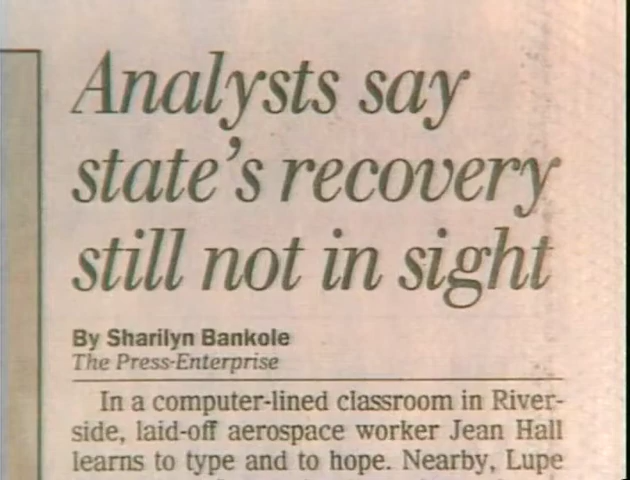 Analysts say
state's recovery
still not in sight
By Sharilyn Bankole
The Press-Enterprise
In a computer-lined classroom in River-
side, laid-off aerospace worker Jean Hall
learns to type and to hope. Nearby, Lupe